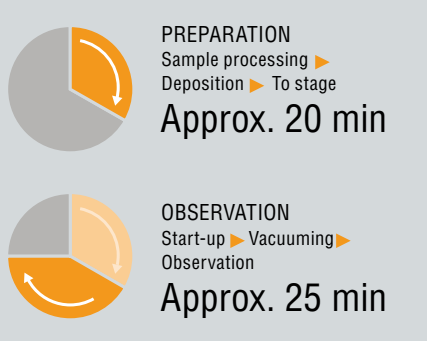 PREPARATION
Sample processing ▶
Deposition ▶ To stage
Approx. 20 min
OBSERVATION
Start-up ▶ Vacuuming ▶
Observation
Approx. 25 min